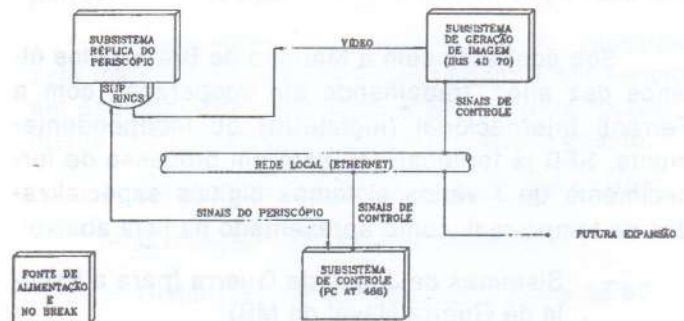 SUBSISTEMA
RÉPLICA DO
PERISCÓPIO
SLIP
RINGS
VÍDEO
SUBSISTEMA
DE GERAÇÃO
DE IMAGEM
(IRIS 4D 70)
SINAIS DE
CONTROLE
REDE LOCAL (ETHERNET)
SINAIS DO PERISCÓPIO
SINAIS DE
CONTROLE
FUTURA EXPANSÃO
FONTE DE
ALIMENTAÇÃO
E
NO BREAK
SUBSISTEMA
DE CONTROLE
(PC AT 486)